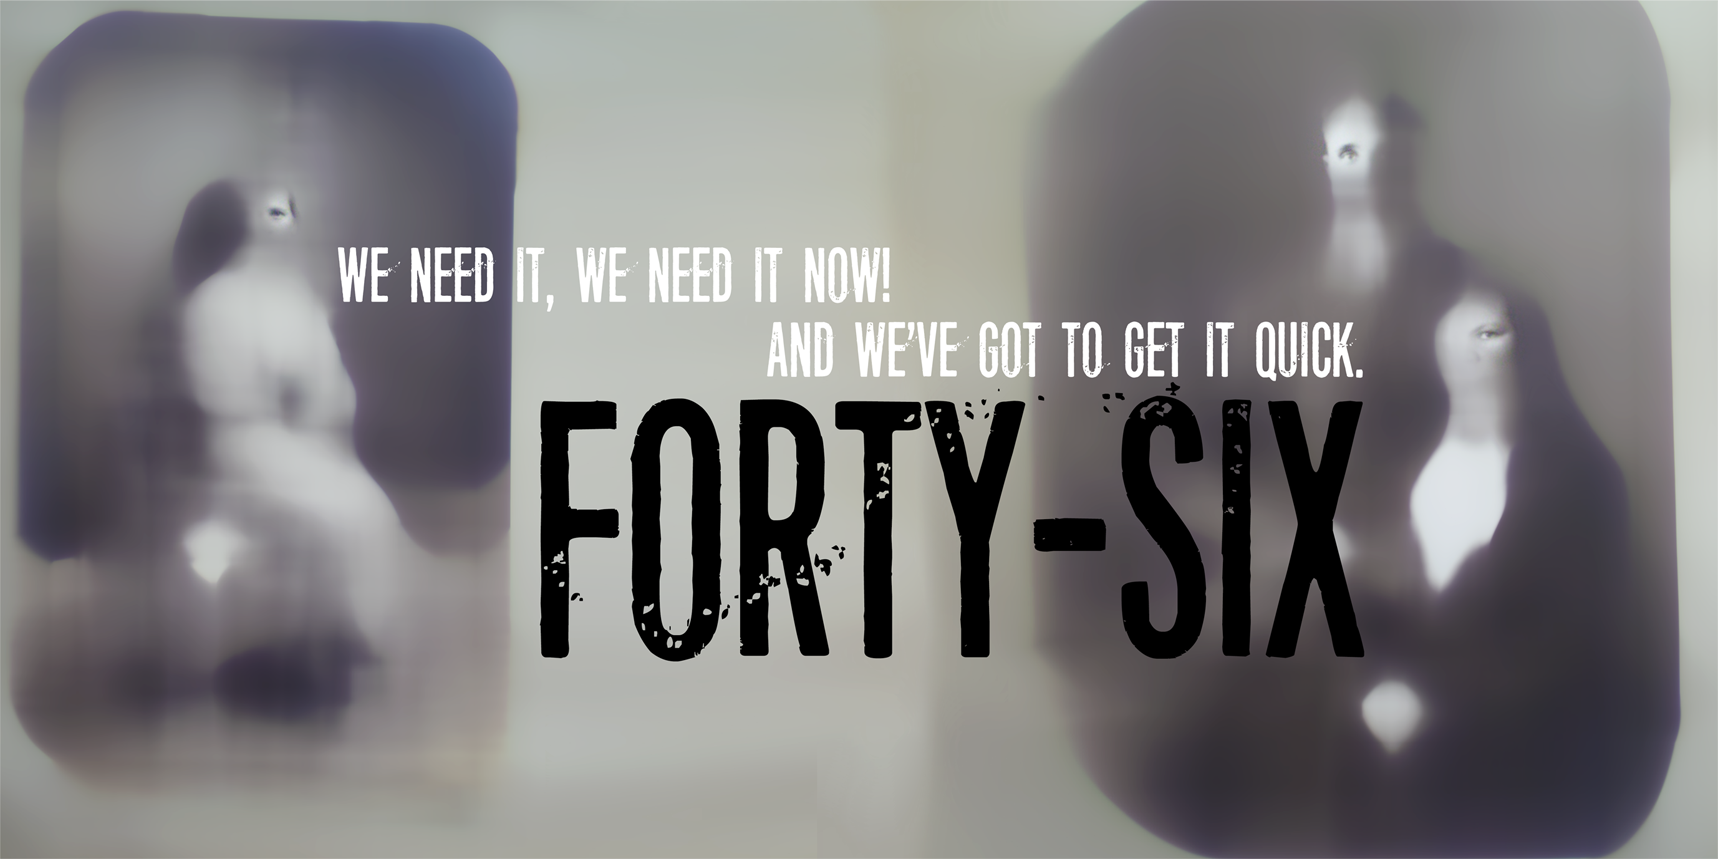 WE NEED IT, WE NEED IT NOW!
AND WE'VE GOT TO GET IT QUICK.
FORTY-SIX